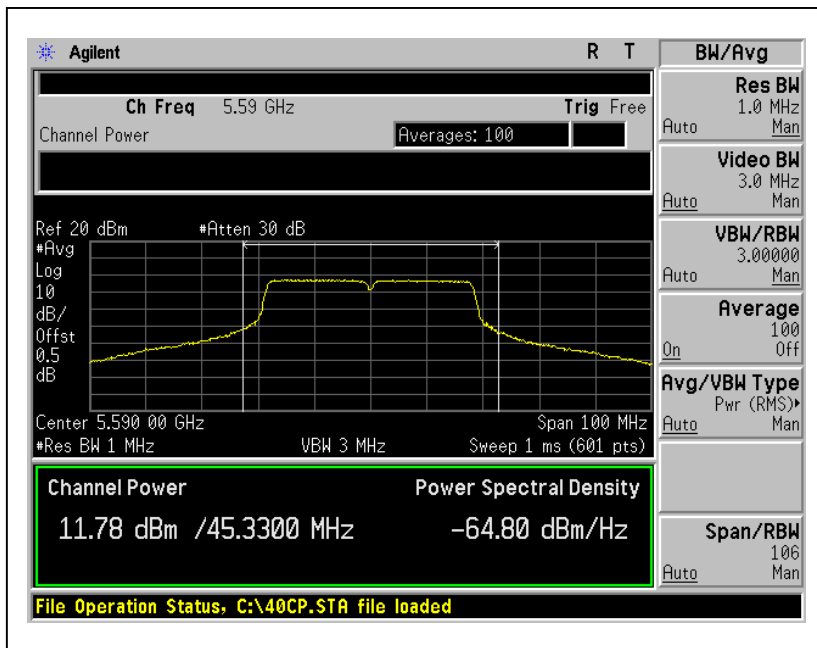 Agilent R T
Ch Freq 5.59 GHz Trig Free
Channel Power Averages: 100
Ref 20 dBm #Atten 30 dB
#Avg
Log
10
dB/
Offst
0.5
dB
Center 5.590 00 GHz Span 100 MHz
#Res BW 1 MHz VBW 3 MHz Sweep 1 ms (601 pts)
Channel Power Power Spectral Density
11.78 dBm /45.3300 MHz -64.80 dBm/Hz
File Operation Status, C:\40CP.STA file loaded
BW/Avg
Res BW
1.0 MHz
Auto Man
Video BW
3.0 MHz
Auto Man
VBW/RBW
3.00000
Auto Man
Average
100
On Off
Avg/VBW Type
Pwr (RMS)▸
Auto Man
Span/RBW
106
Auto Man